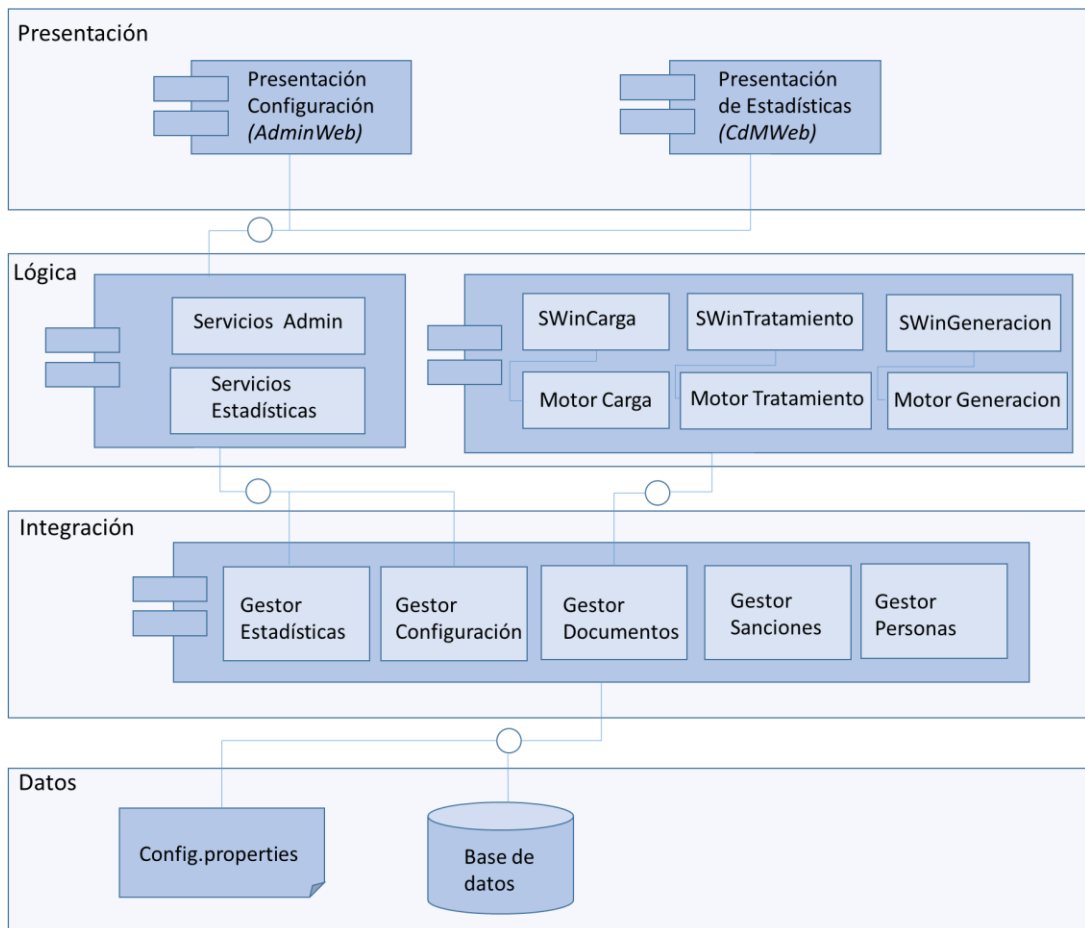 Presentación
Presentación
Configuración
(AdminWeb)
Presentación
de Estadísticas
(CdMWeb)
Lógica
Servicios Admin
Servicios
Estadísticas
SWinCarga
SWinTratamiento
SWinGeneracion
Motor Carga
Motor Tratamiento
Motor Generacion
Integración
Gestor
Estadísticas
Gestor
Configuración
Gestor
Documentos
Gestor
Sanciones
Gestor
Personas
Datos
Config.properties
Base de
datos